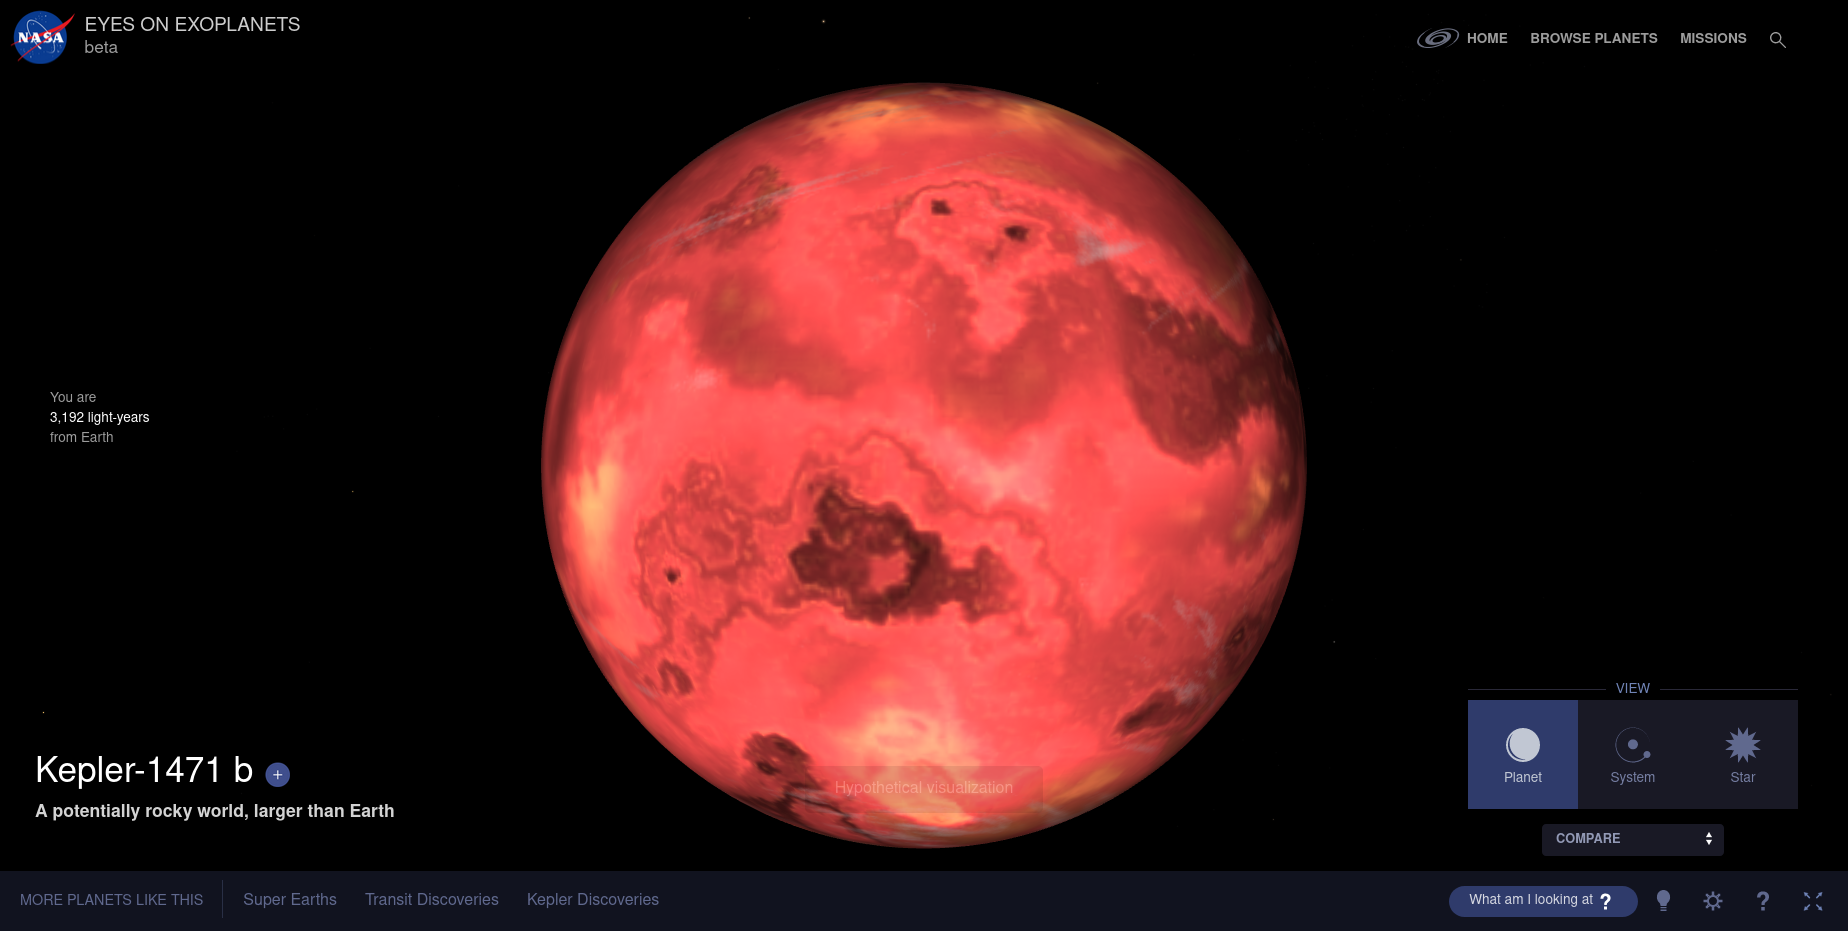 NASA
EYES ON EXOPLANETS
beta
HOME
BROWSE PLANETS
MISSIONS
You are
3,192 light-years
from Earth
Kepler-1471 b +
A potentially rocky world, larger than Earth
Hypothetical visualization
VIEW
Planet
System
Star
COMPARE
MORE PLANETS LIKE THIS
Super Earths
Transit Discoveries
Kepler Discoveries
What am I looking at ?
?